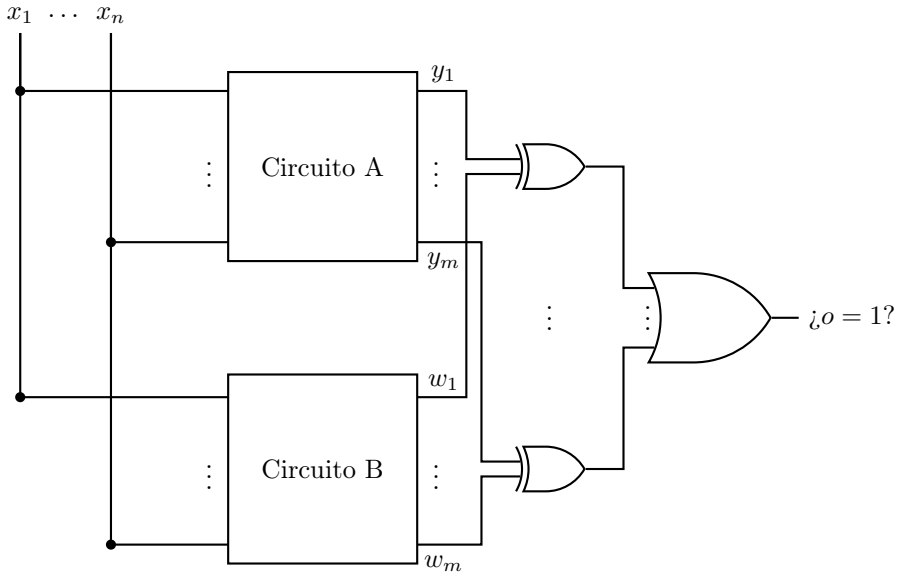 x₁ ⋯ xₙ
y₁
⋮ Circuito A ⋮
yₘ
⋮ ⋮ ¿o = 1?
w₁
⋮ Circuito B ⋮
wₘ